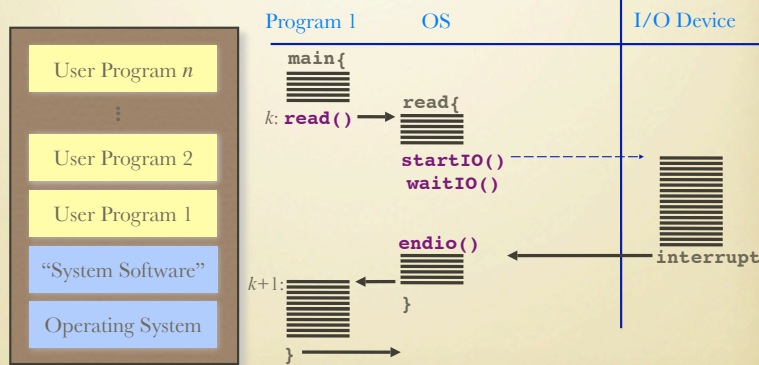 User Program n
⋮
User Program 2
User Program 1
“System Software”
Operating System
Program 1 OS I/O Device
main{
k: read()
read{
startIO()
waitIO()
interrupt
endio()
k+1:
}
}